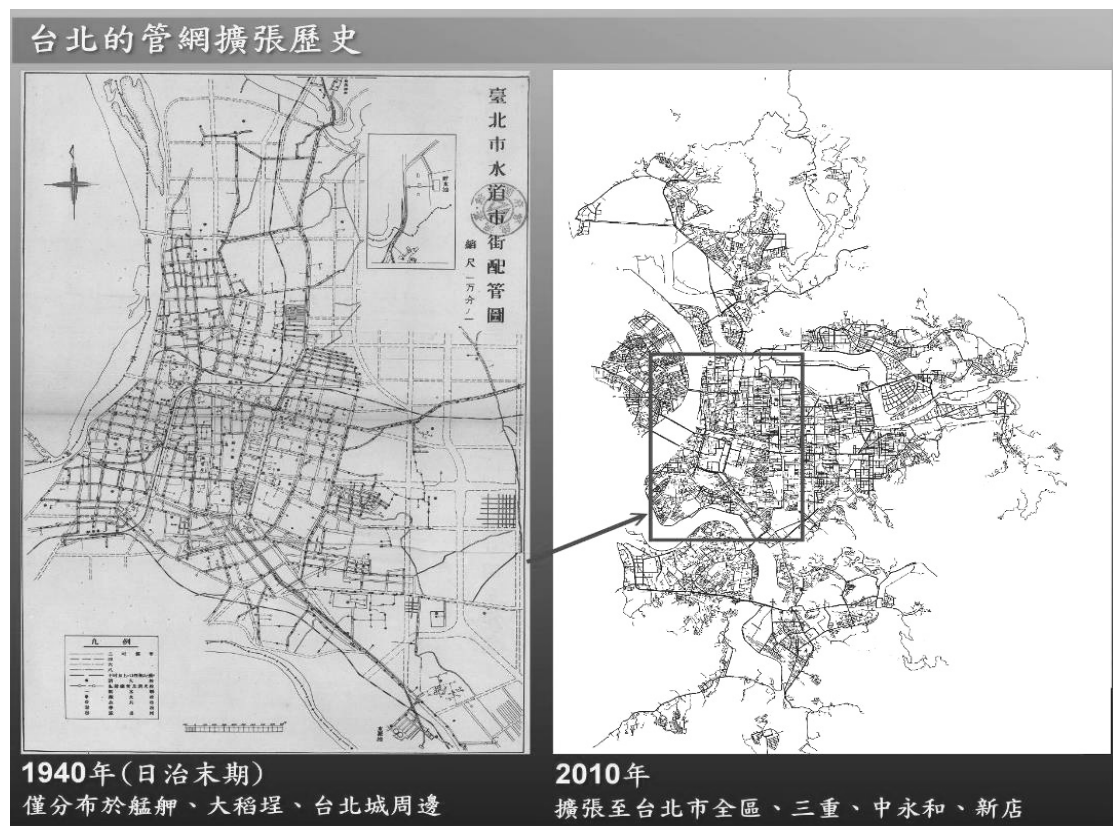 台北的管網擴張歷史
臺北市水道市街配管圖
縮尺一万分ノ一
凡例
1940年(日治末期)
僅分布於艋舺、大稻埕、台北城周邊
2010年
擴張至台北市全區、三重、中永和、新店